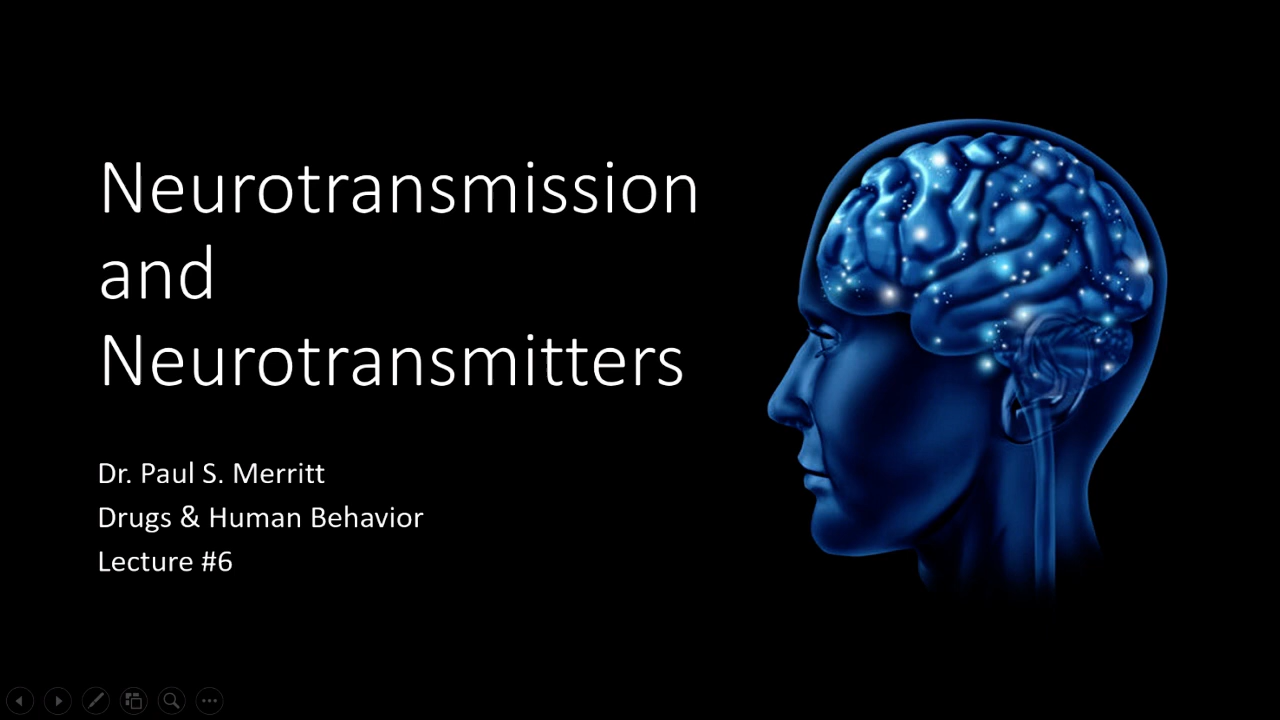 Neurotransmission
and
Neurotransmitters
Dr. Paul S. Merritt
Drugs & Human Behavior
Lecture #6